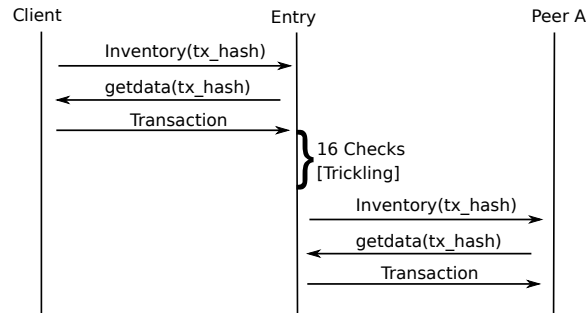 Client Entry Peer A
Inventory(tx_hash)
getdata(tx_hash)
Transaction
16 Checks
[Trickling]
Inventory(tx_hash)
getdata(tx_hash)
Transaction